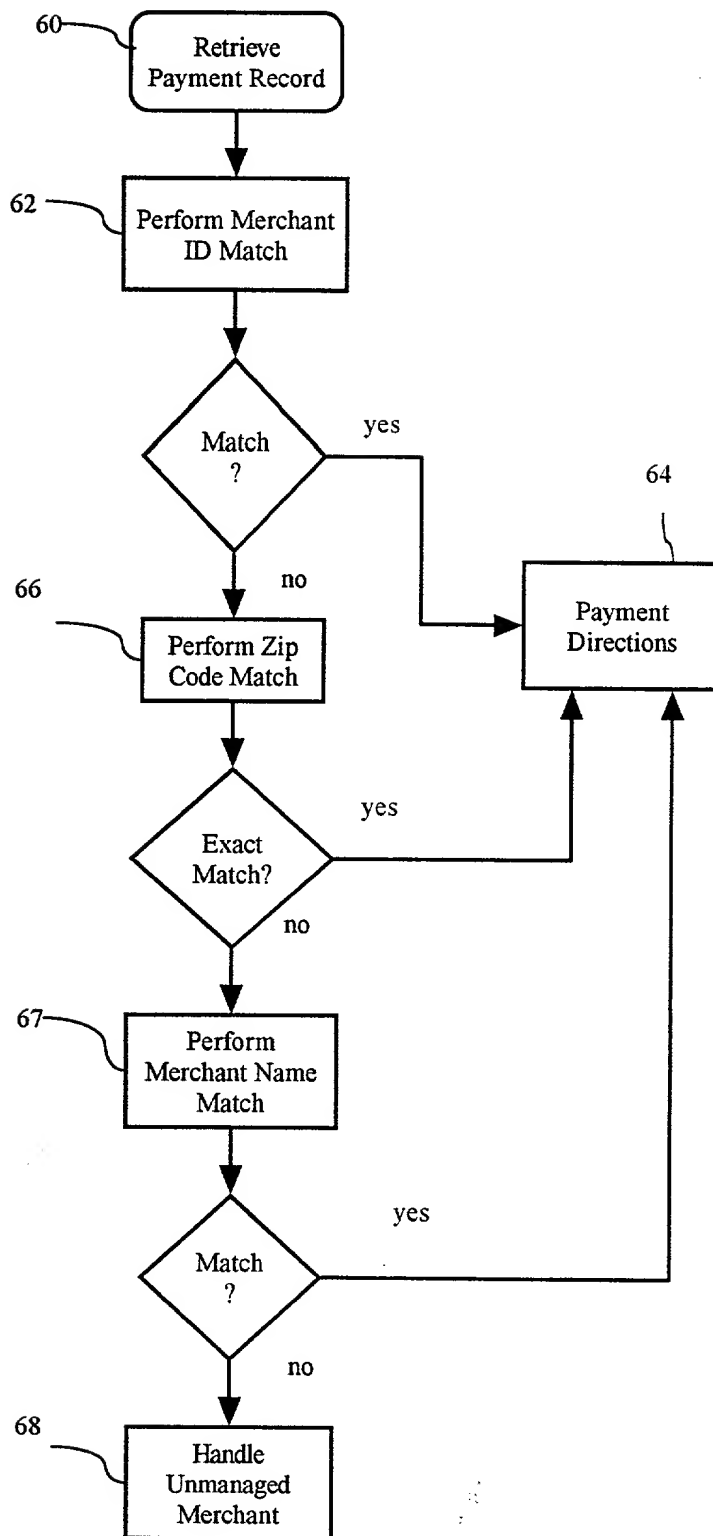 60
Retrieve
Payment Record
62
Perform Merchant
ID Match
Match
?
yes
no
64
Payment
Directions
66
Perform Zip
Code Match
Exact
Match?
yes
no
67
Perform
Merchant Name
Match
Match
?
yes
no
68
Handle
Unmanaged
Merchant